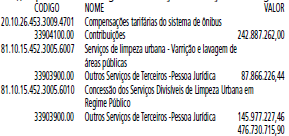 CODIGO NOME VALOR
20.10.26.453.3009.4701 Compensações tarifárias do sistema de ônibus
33904100.00 Contribuições 242.887.262,00
81.10.15.452.3005.6007 Serviços de limpeza urbana - Varrição e lavagem de
áreas públicas
33903900.00 Outros Serviços de Terceiros -Pessoa Jurídica 87.866.226,44
81.10.15.452.3005.6010 Concessão dos Serviços Divisíveis de Limpeza Urbana em
Regime Público
33903900.00 Outros Serviços de Terceiros -Pessoa Jurídica 145.977.227,46
476.730.715,90